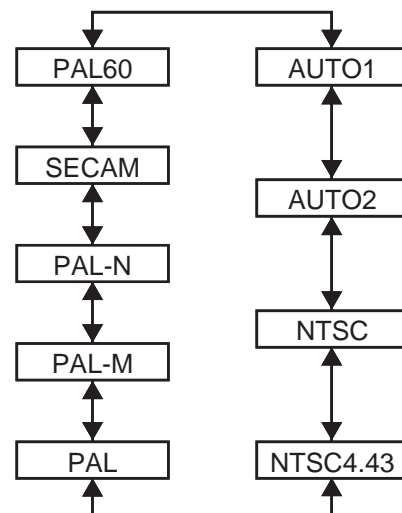 PAL60
SECAM
PAL-N
PAL-M
PAL
AUTO1
AUTO2
NTSC
NTSC4.43